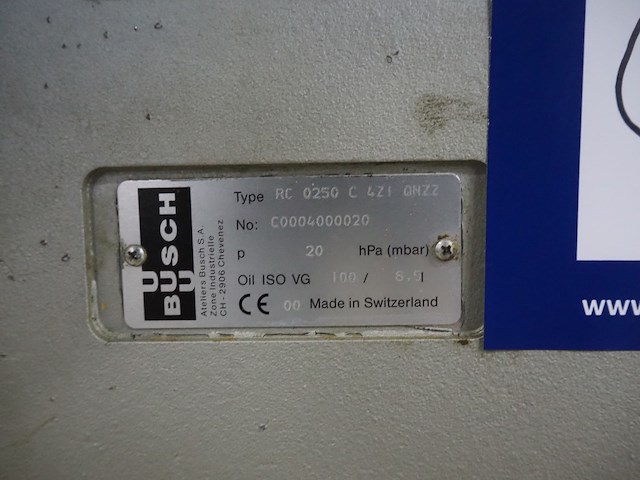 BUSCH
Ateliers Busch S.A.
Zone Industrielle
CH-2906 Chevenez
Type RC 0250 C 4Z1 QNZZ
No: C0004000020
p 20 hPa (mbar)
Oil ISO VG 100 / 6.5 l
CE 00 Made in Switzerland
www.